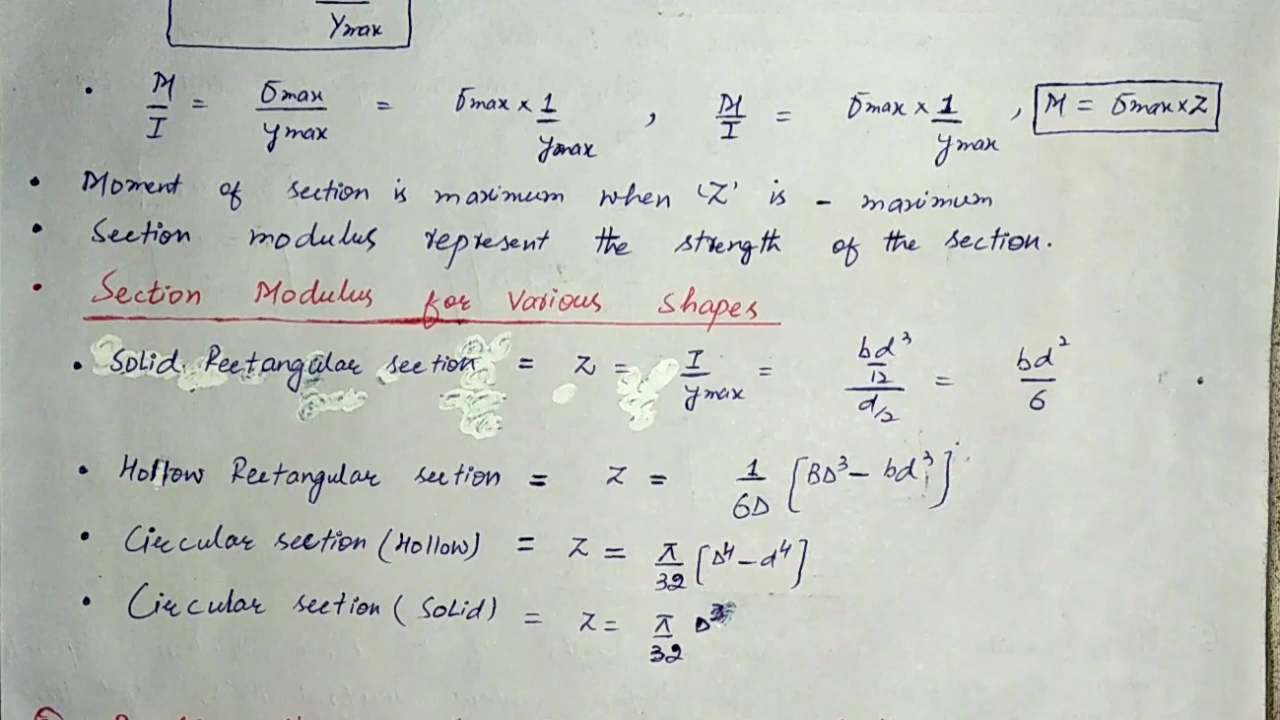 Ymax
• M/I = σmax/ymax = σmax × 1/ymax , M/I = σmax × 1/ymax , M = σmax × Z
• Moment of section is maximum when 'Z' is - maximum
• Section modulus represent the strength of the section.
• Section Modulus for Various Shapes
• Solid Rectangular section = Z = I/ymax = (bd³/12)/(d/2) = bd²/6
• Hollow Rectangular section = Z = 1/6D [BD³ - bd³]
• Circular section (Hollow) = Z = π/32 [D⁴ - d⁴]
• Circular section (Solid) = Z = π/32 D³